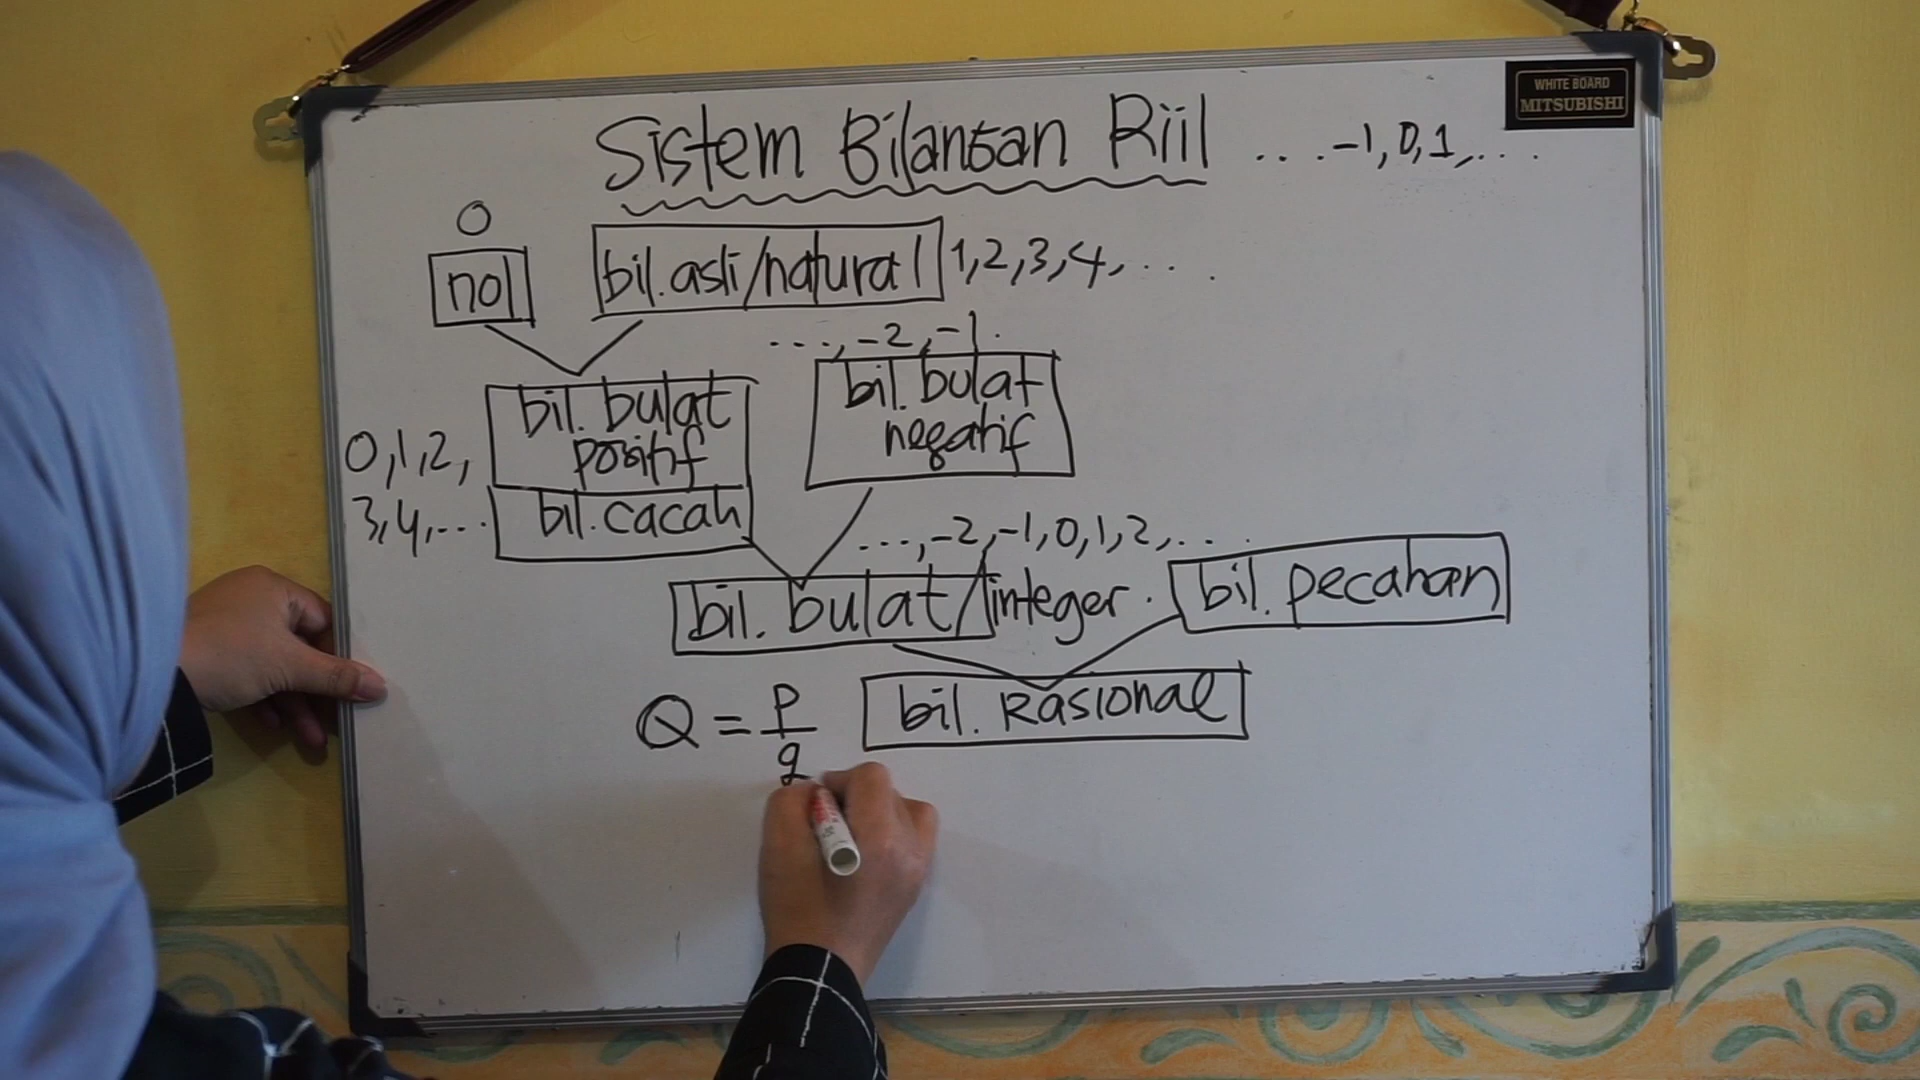 WHITE BOARD
MITSUBISHI
Sistem Bilangan Riil ....-1,0,1,...
0
nol
bil.asli/natural 1,2,3,4,...
...,-2,-1.
bil. bulat positif
bil. bulat negatif
0,1,2,
3,4,...
bil. cacah
...,-2,-1,0,1,2,...
bil. bulat/integer.
bil. pecahan
Q = p/q
bil. Rasional